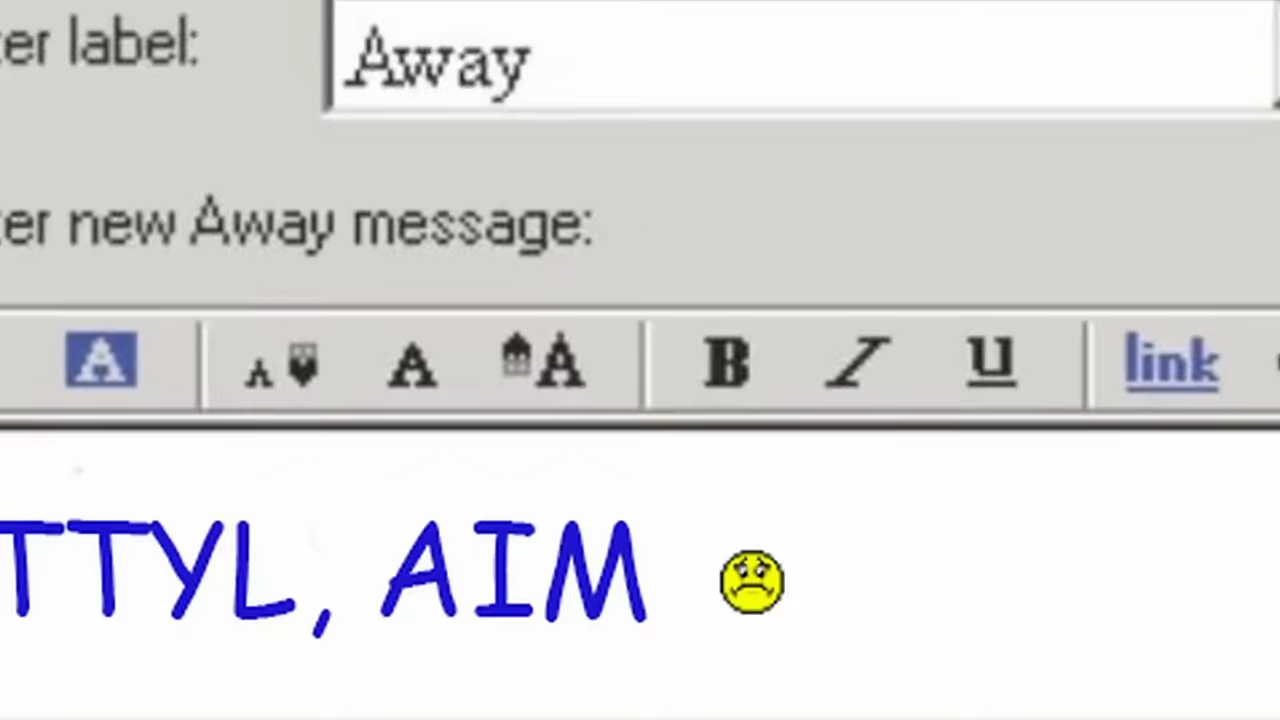 ter label:
Away
ter new Away message:
A A A A B I U link
TTYL, AIM